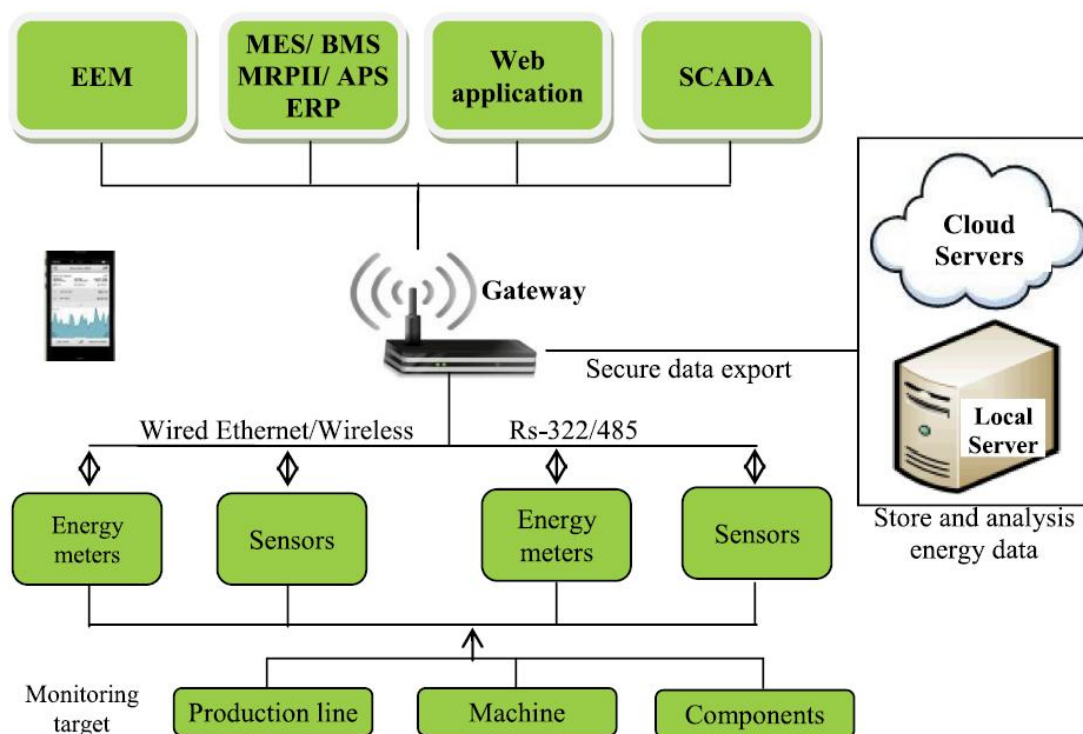 EEM
MES/ BMS
MRPII/ APS
ERP
Web
application
SCADA
Cloud
Servers
Gateway
Secure data export
Local
Server
Store and analysis
energy data
Wired Ethernet/Wireless
Rs-322/485
Energy
meters
Sensors
Energy
meters
Sensors
Monitoring
target
Production line
Machine
Components